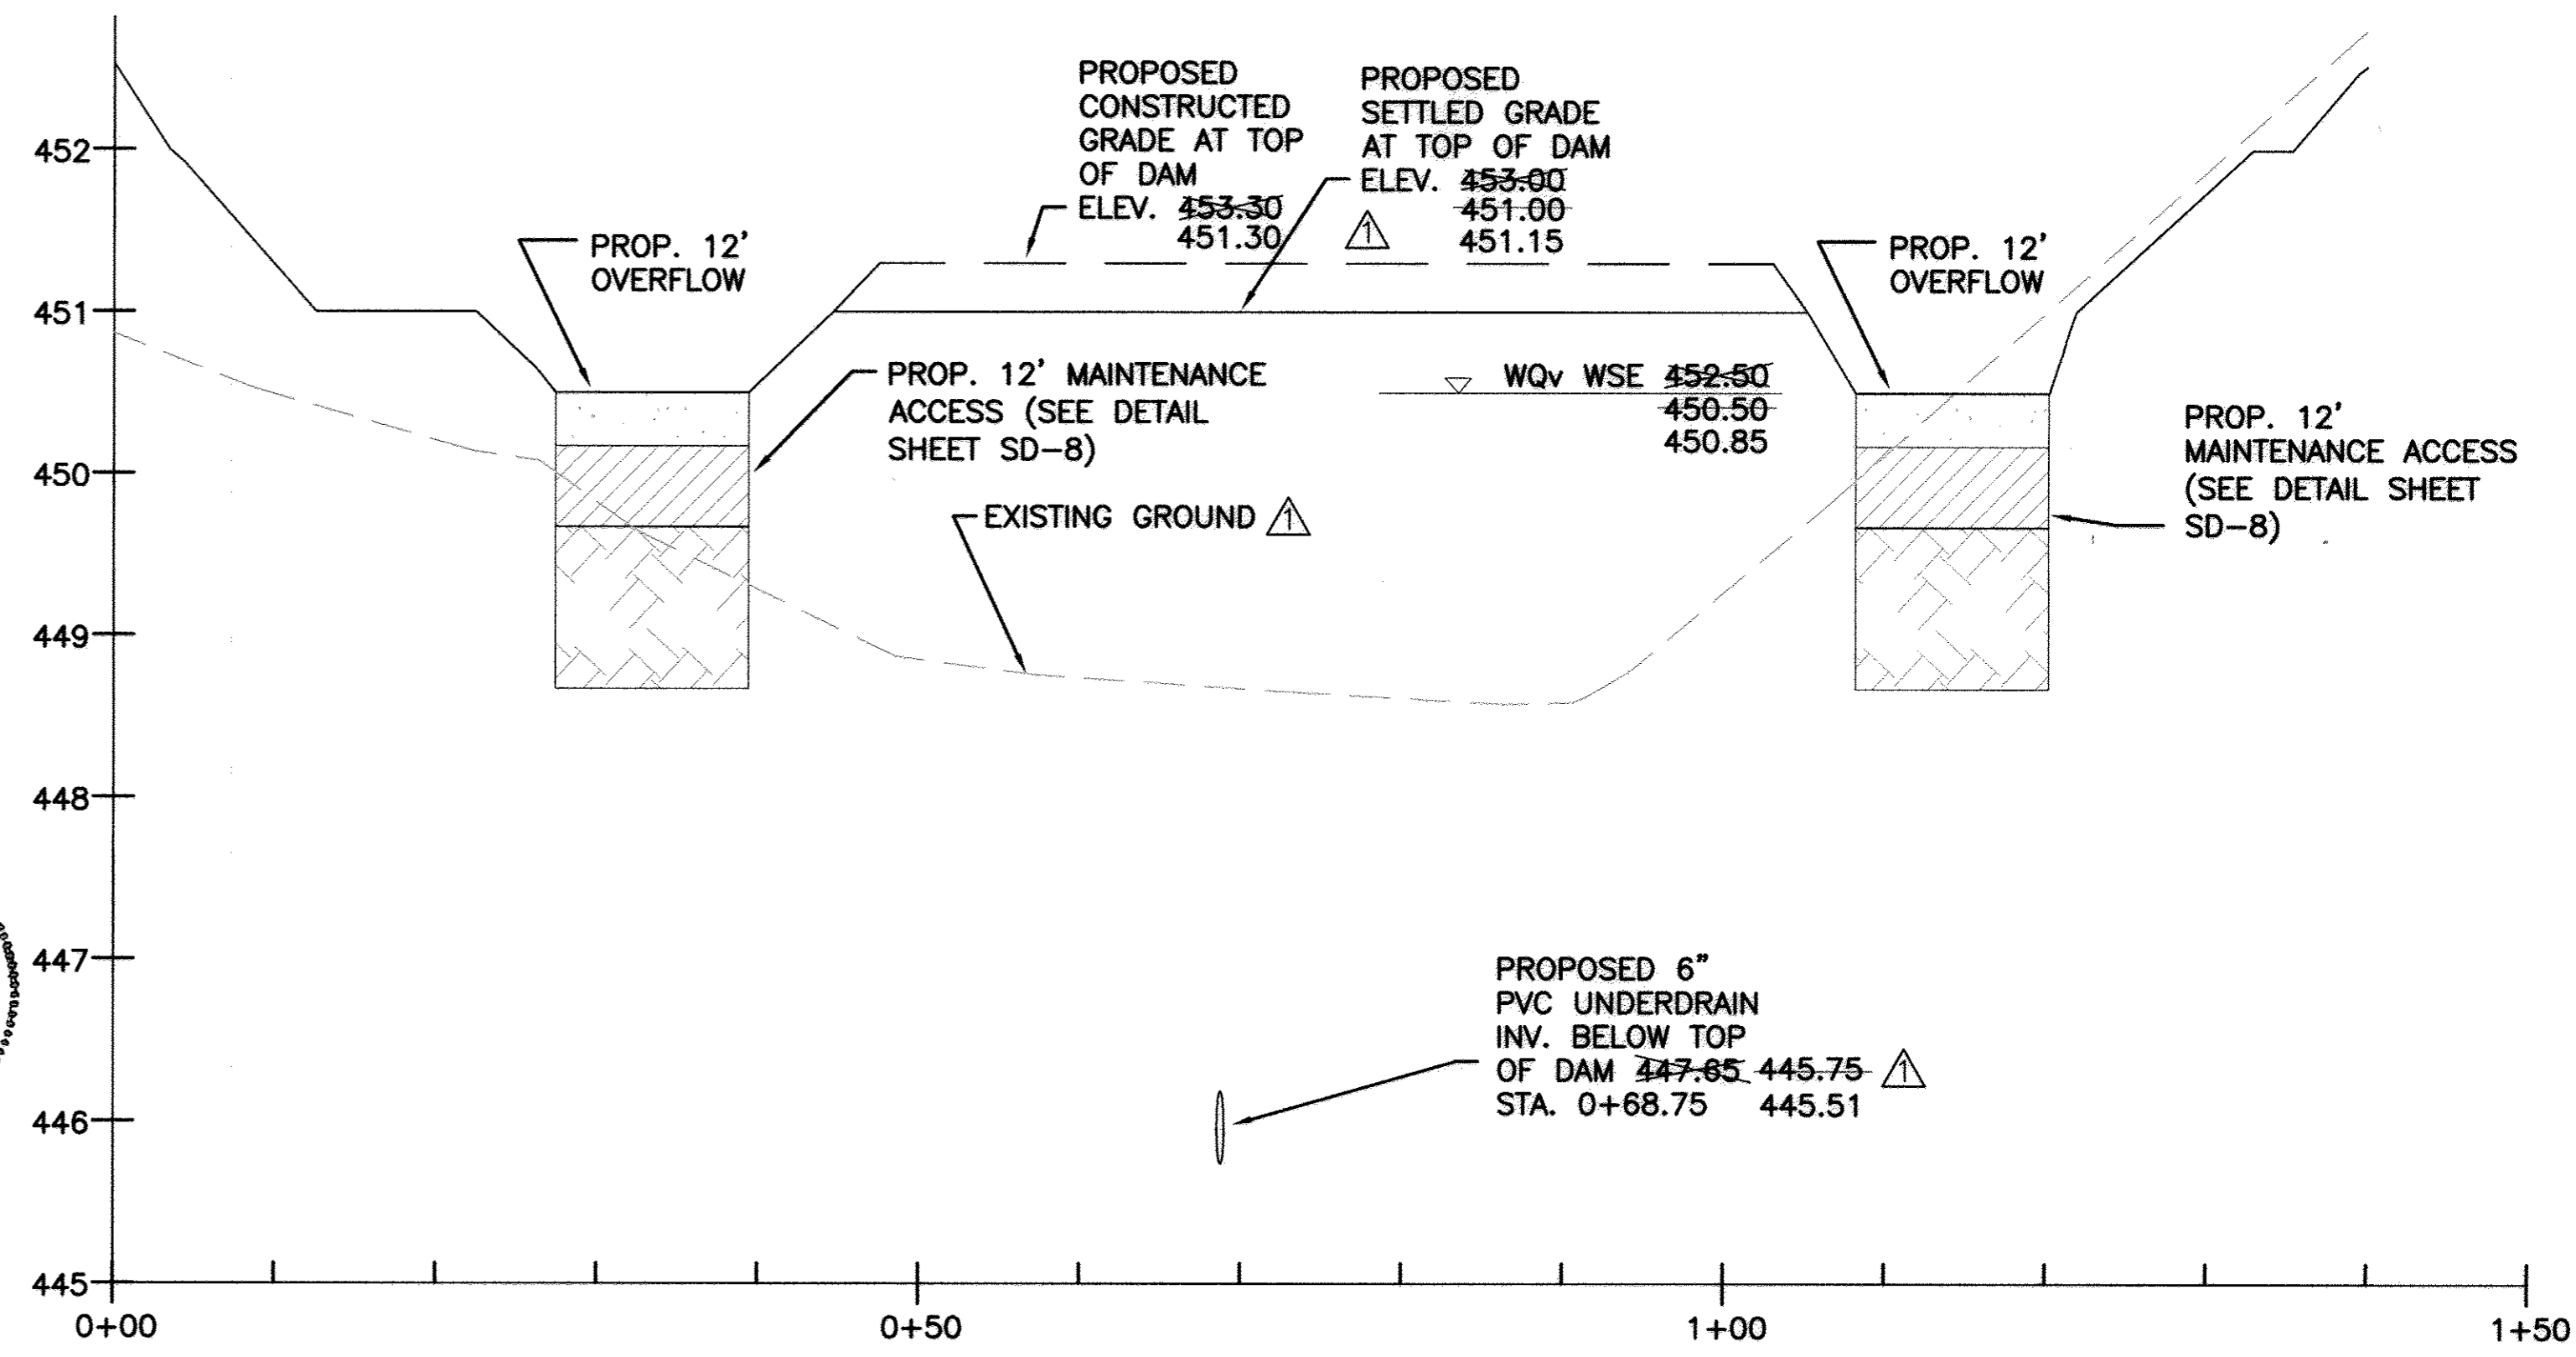 PROPOSED
CONSTRUCTED
GRADE AT TOP
OF DAM
ELEV. 453.30
451.30
PROPOSED
SETTLED GRADE
AT TOP OF DAM
ELEV. 453.00
451.00
1 451.15
PROP. 12'
OVERFLOW
PROP. 12'
OVERFLOW
PROP. 12' MAINTENANCE
ACCESS (SEE DETAIL
SHEET SD-8)
WQv WSE 452.50
450.50
450.85
PROP. 12'
MAINTENANCE ACCESS
(SEE DETAIL SHEET
SD-8)
EXISTING GROUND 1
PROPOSED 6"
PVC UNDERDRAIN
INV. BELOW TOP
OF DAM 447.65 445.75 1
STA. 0+68.75 445.51
452
451
450
449
448
447
446
445
0+00 0+50 1+00 1+50